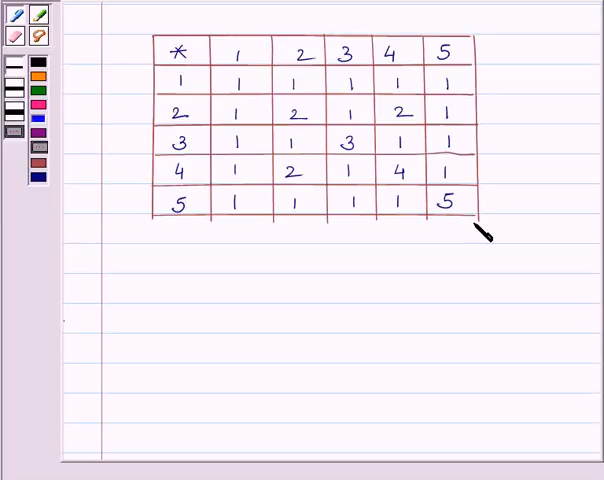 * 1 2 3 4 5
1 1 1 1 1 1
2 1 2 1 2 1
3 1 1 3 1 1
4 1 2 1 4 1
5 1 1 1 1 5